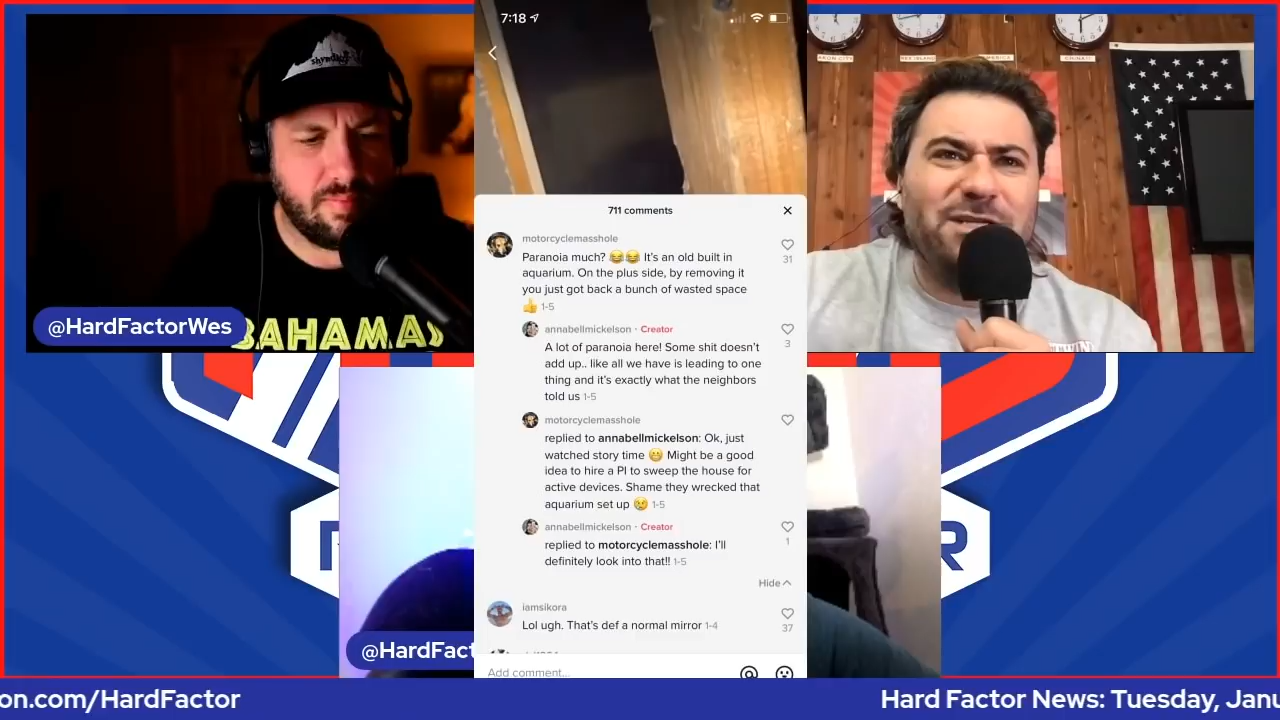 7:18
shwill
@HardFactorWes
BAHAMAS
711 comments
motorcyclemasshole
Paranoia much? 😂😂 It's an old built in
aquarium. On the plus side, by removing it
you just got back a bunch of wasted space
👍 1-5
31
annabellmickelson · Creator
A lot of paranoia here! Some shit doesn't
add up.. like all we have is leading to one
thing and it's exactly what the neighbors
told us 1-5
3
motorcyclemasshole
replied to annabellmickelson: Ok, just
watched story time 😬 Might be a good
idea to hire a PI to sweep the house for
active devices. Shame they wrecked that
aquarium set up 🥲 1-5
annabellmickelson · Creator
replied to motorcyclemasshole: I'll
definitely look into that!! 1-5
1
Hide
iamsikora
Lol ugh. That's def a normal mirror 1-4
37
Add comment...
@HardFact
R
on.com/HardFactor
Hard Factor News: Tuesday, Janu